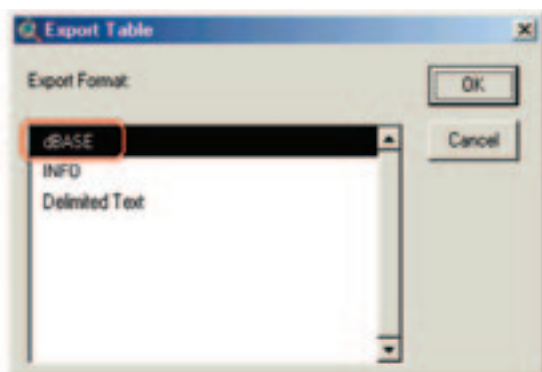 Export Table
Export Format:
OK
dBASE
Cancel
INFO
Delimited Text